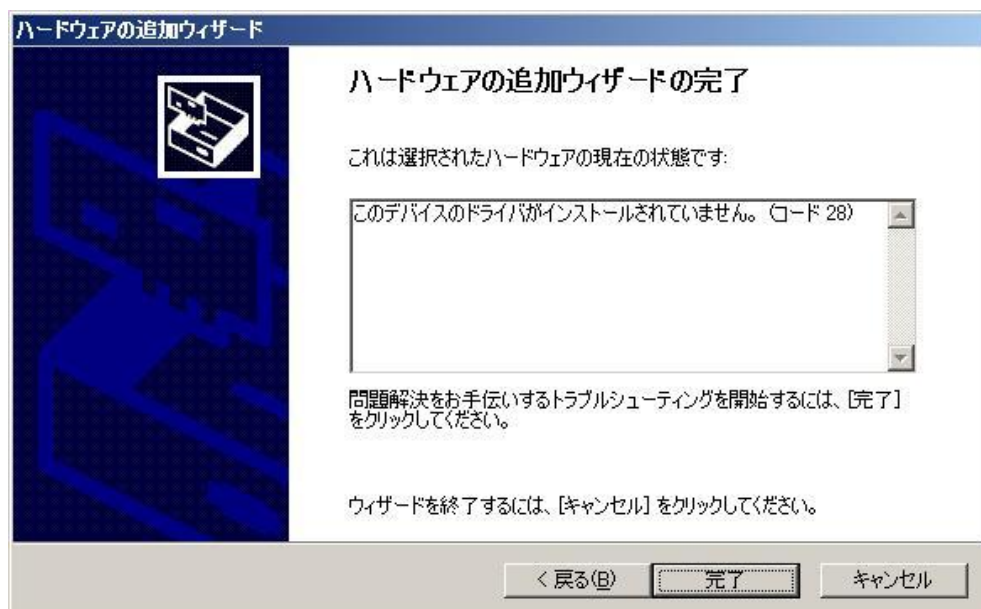 ハードウェアの追加ウィザード
ハードウェアの追加ウィザードの完了
これは選択されたハードウェアの現在の状態です:
このデバイスのドライバがインストールされていません。(コード 28)
問題解決をお手伝いするトラブルシューティングを開始するには、[完了]
をクリックしてください。
ウィザードを終了するには、[キャンセル] をクリックしてください。
< 戻る(B)
完了
キャンセル